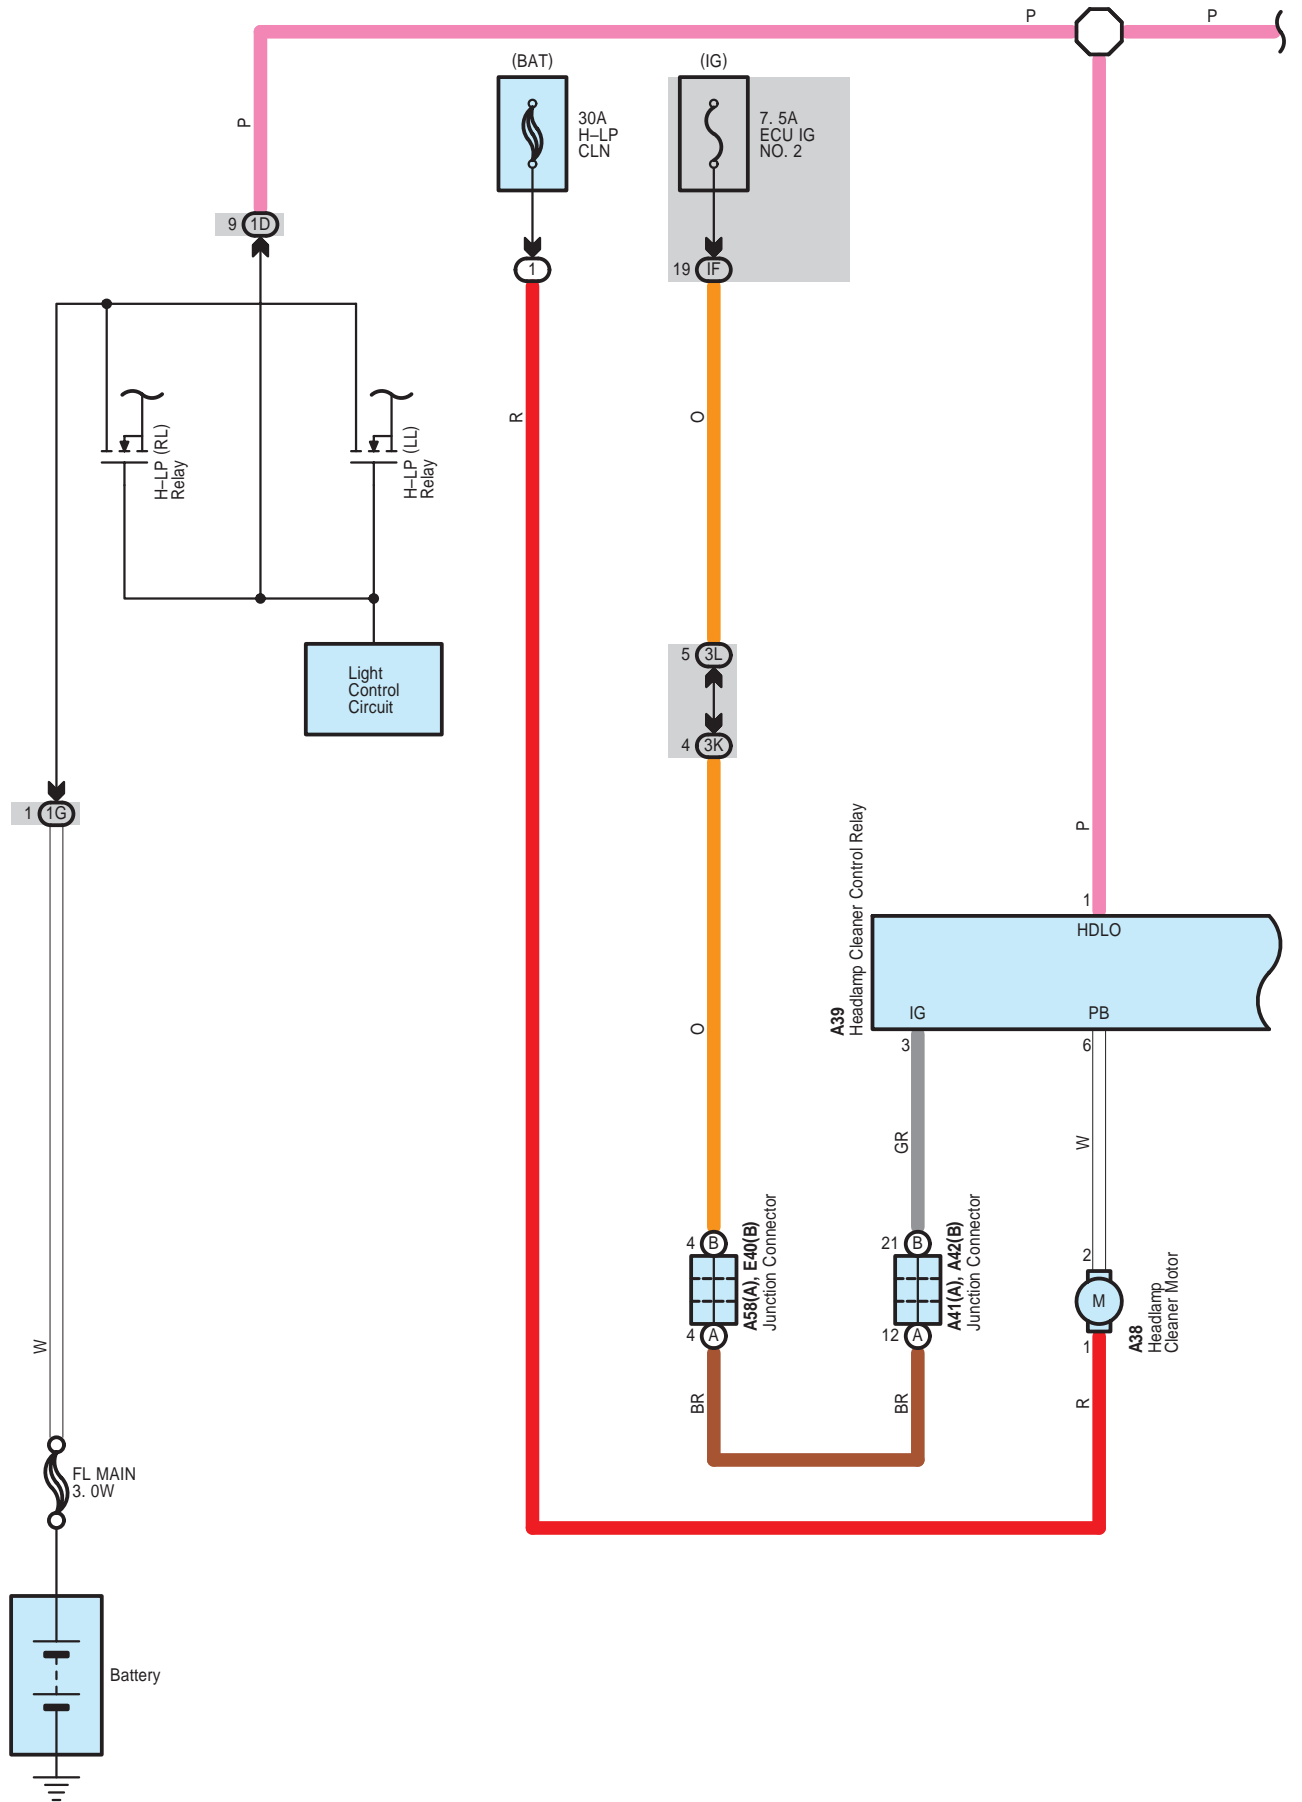 P
P
(BAT)
(IG)
30A
H–LP
CLN
7. 5A
ECU IG
NO. 2
P
9 1D
1
19 IF
R
O
H–LP (RL)
Relay
H–LP (LL)
Relay
5 3L
Light
Control
Circuit
4 3K
1 1G
P
A39
Headlamp Cleaner Control Relay
1
HDLO
IG
PB
3
6
O
GR
W
4 B
A58(A), E40(B)
Junction Connector
4 A
21 B
A41(A), A42(B)
Junction Connector
12 A
2
M
1
A38
Headlamp
Cleaner Motor
W
BR
BR
R
FL MAIN
3. 0W
Battery